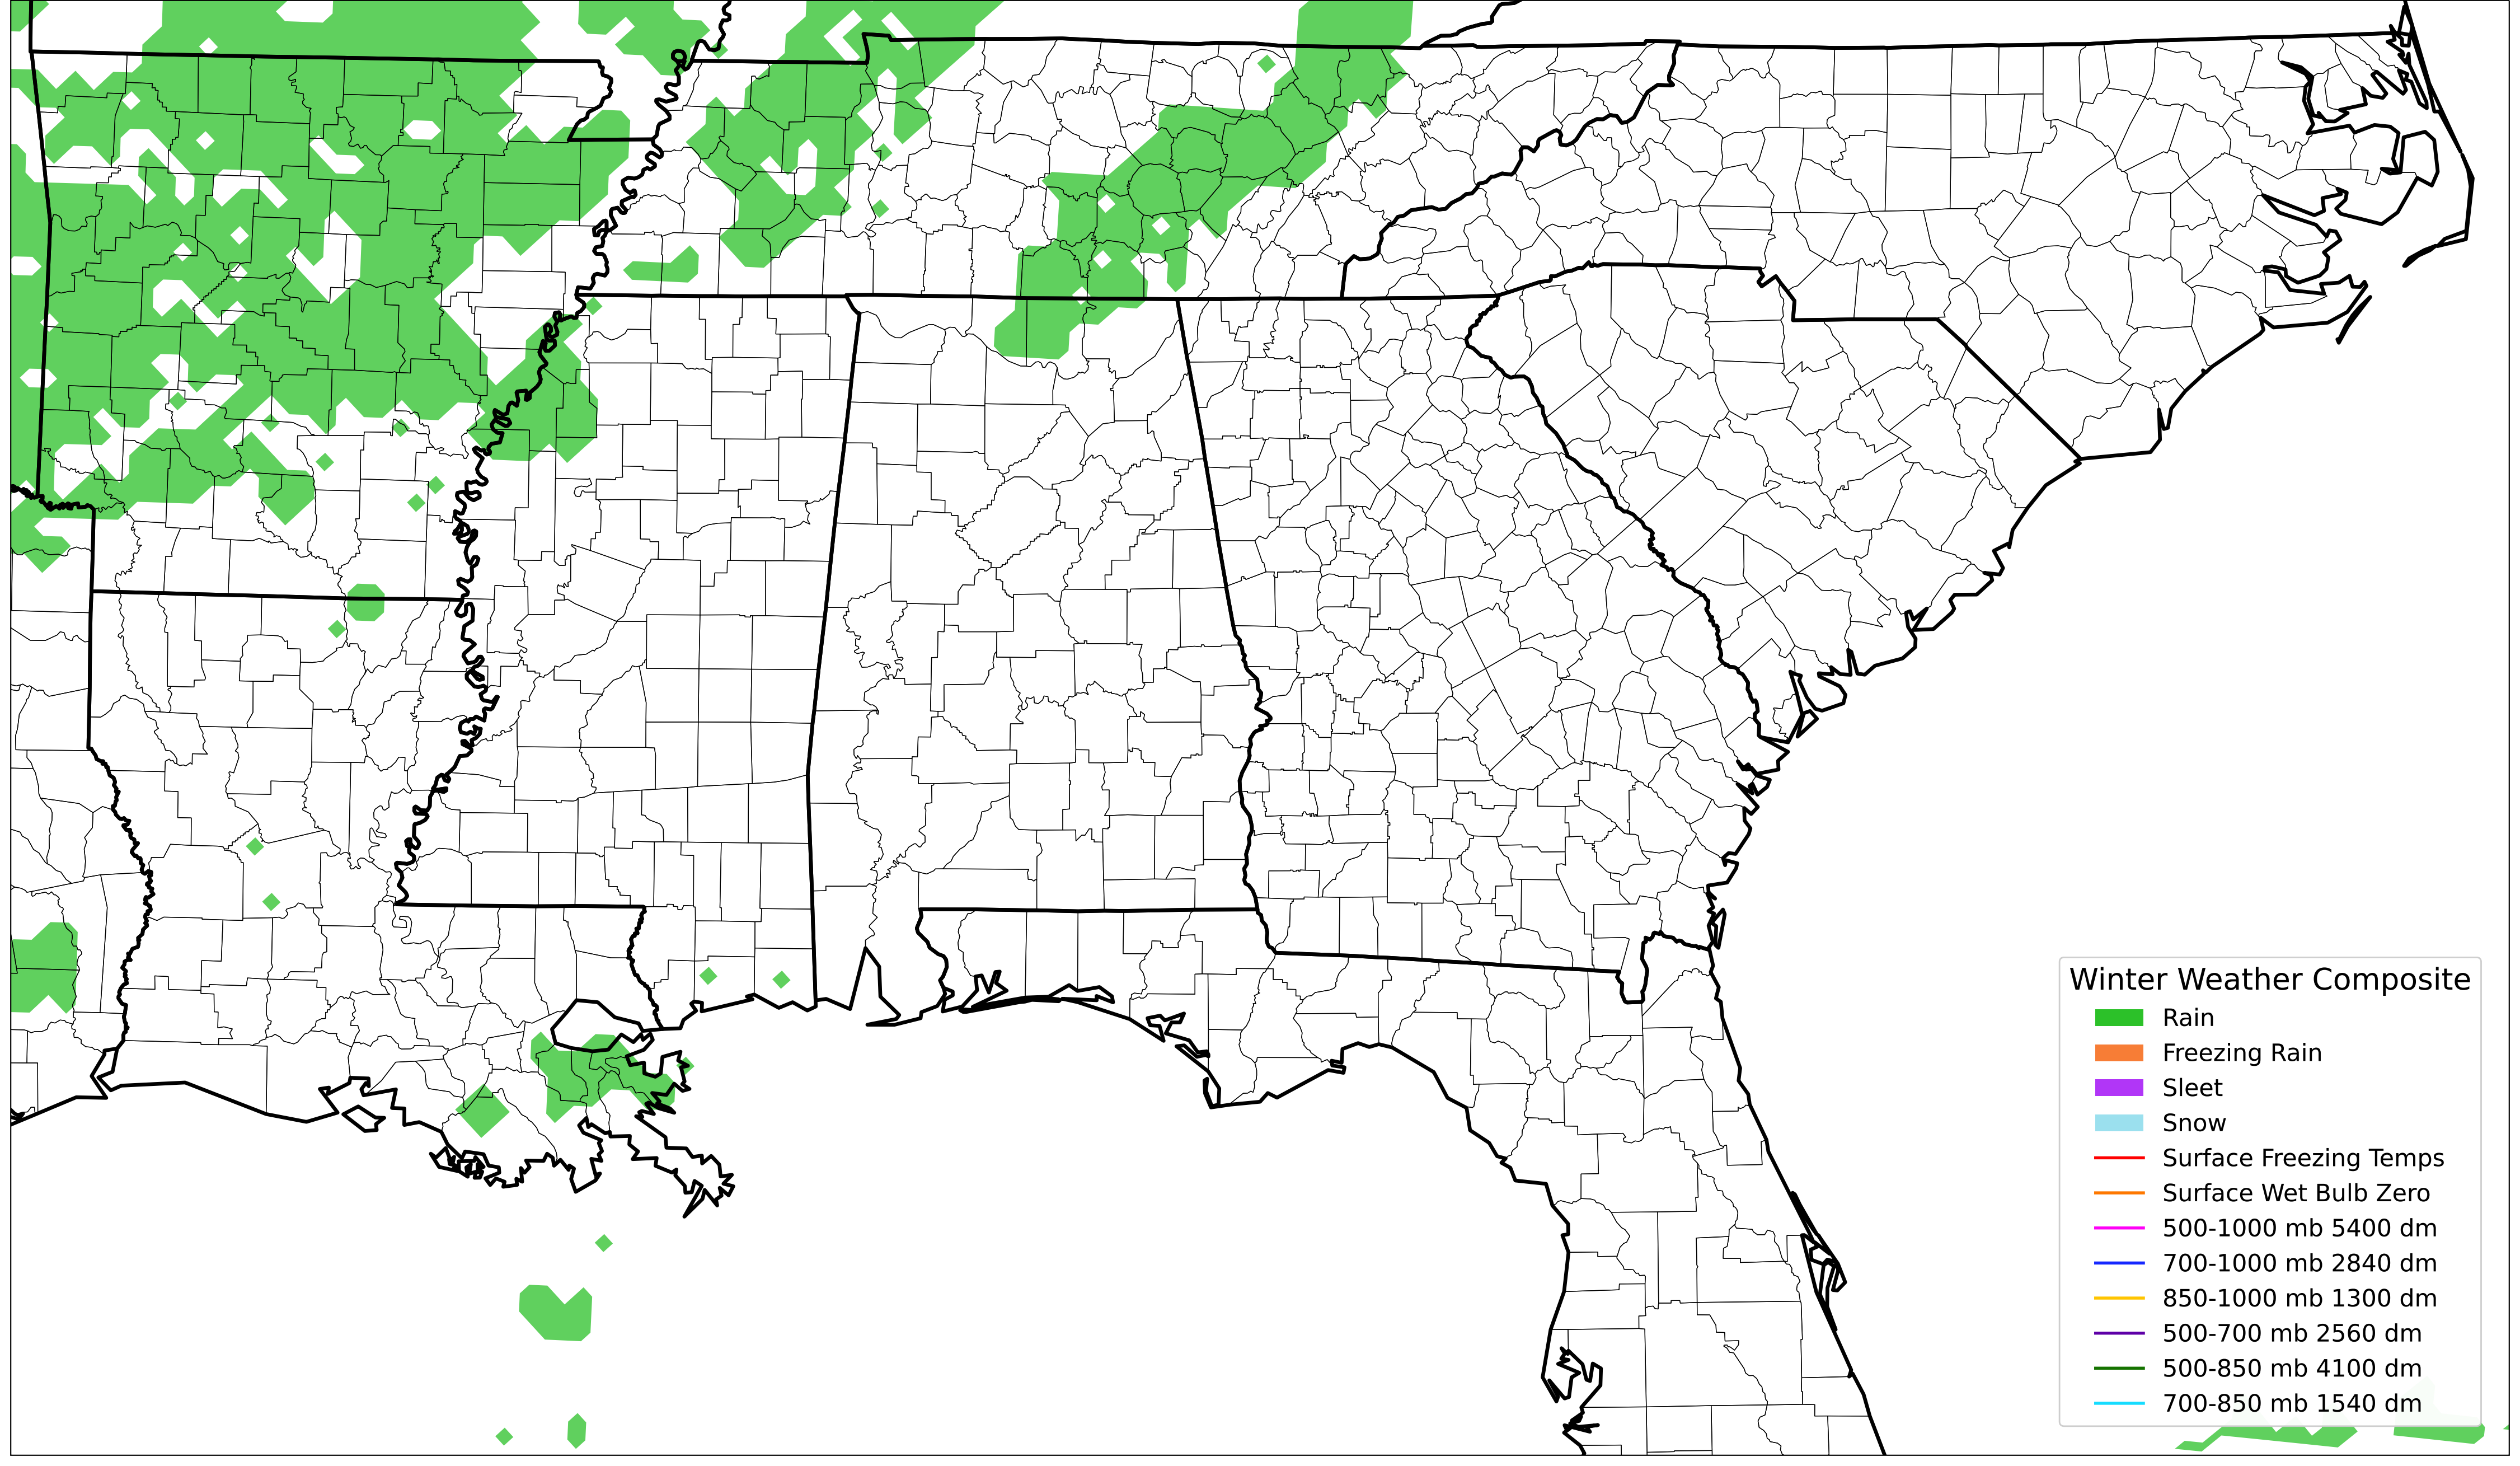 Winter Weather Composite
Rain
Freezing Rain
Sleet
Snow
Surface Freezing Temps
Surface Wet Bulb Zero
500-1000 mb 5400 dm
700-1000 mb 2840 dm
850-1000 mb 1300 dm
500-700 mb 2560 dm
500-850 mb 4100 dm
700-850 mb 1540 dm